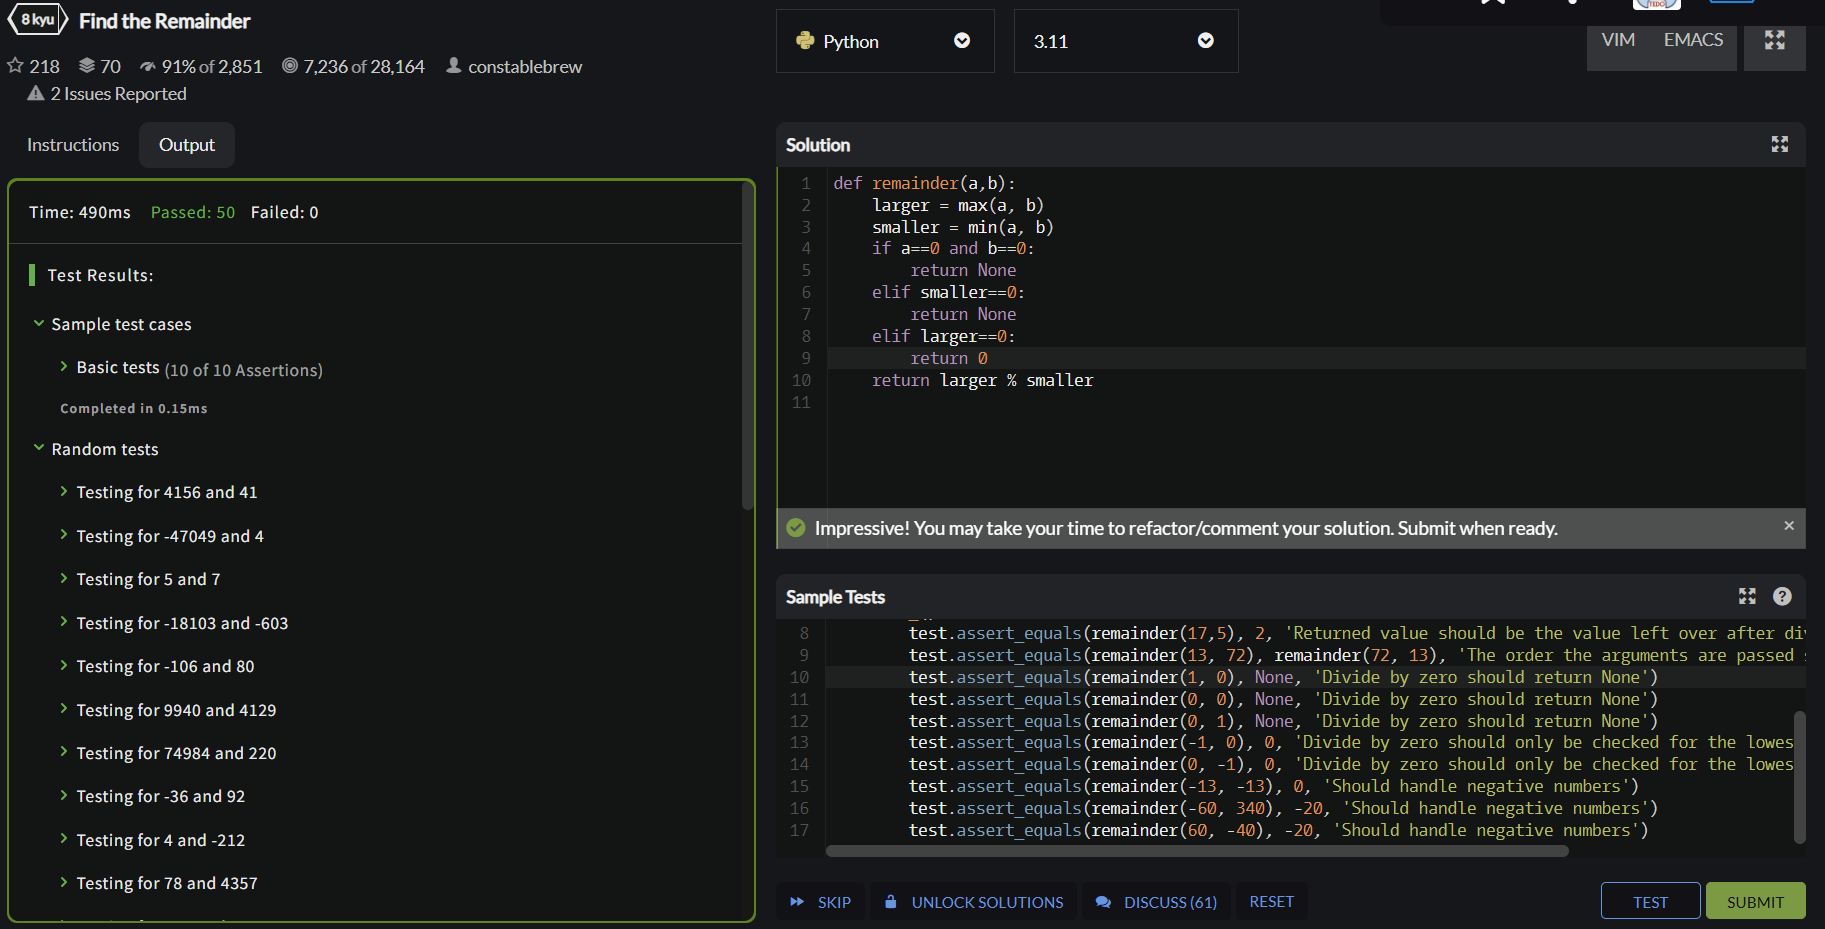 8 kyu Find the Remainder
218 70 91% of 2,851 7,236 of 28,164 constablebrew
2 Issues Reported
Instructions Output
Time: 490ms Passed: 50 Failed: 0
Test Results:
Sample test cases
Basic tests (10 of 10 Assertions)
Completed in 0.15ms
Random tests
Testing for 4156 and 41
Testing for -47049 and 4
Testing for 5 and 7
Testing for -18103 and -603
Testing for -106 and 80
Testing for 9940 and 4129
Testing for 74984 and 220
Testing for -36 and 92
Testing for 4 and -212
Testing for 78 and 4357
Python 3.11
VIM EMACS
Solution
1 def remainder(a,b):
2 larger = max(a, b)
3 smaller = min(a, b)
4 if a==0 and b==0:
5 return None
6 elif smaller==0:
7 return None
8 elif larger==0:
9 return 0
10 return larger % smaller
11
Impressive! You may take your time to refactor/comment your solution. Submit when ready.
Sample Tests
8 test.assert_equals(remainder(17,5), 2, 'Returned value should be the value left over after di
9 test.assert_equals(remainder(13, 72), remainder(72, 13), 'The order the arguments are passed
10 test.assert_equals(remainder(1, 0), None, 'Divide by zero should return None')
11 test.assert_equals(remainder(0, 0), None, 'Divide by zero should return None')
12 test.assert_equals(remainder(0, 1), None, 'Divide by zero should return None')
13 test.assert_equals(remainder(-1, 0), 0, 'Divide by zero should only be checked for the lowes
14 test.assert_equals(remainder(0, -1), 0, 'Divide by zero should only be checked for the lowes
15 test.assert_equals(remainder(-13, -13), 0, 'Should handle negative numbers')
16 test.assert_equals(remainder(-60, 340), -20, 'Should handle negative numbers')
17 test.assert_equals(remainder(60, -40), -20, 'Should handle negative numbers')
SKIP UNLOCK SOLUTIONS DISCUSS (61) RESET TEST SUBMIT